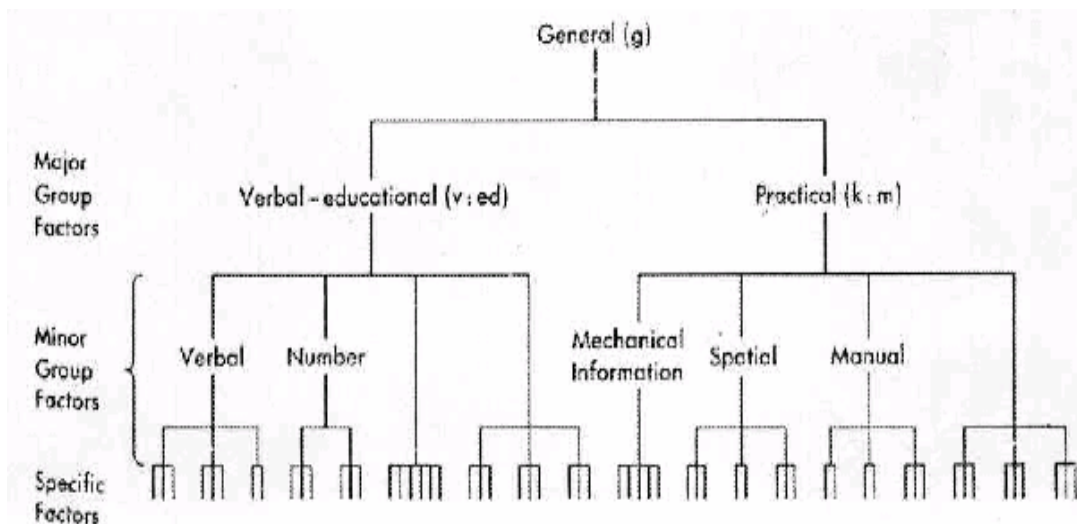 General (g)
Major
Group
Factors
Verbal - educational (v : ed)
Practical (k : m)
Minor
Group
Factors
Verbal
Number
Mechanical
Information
Spatial
Manual
Specific
Factors